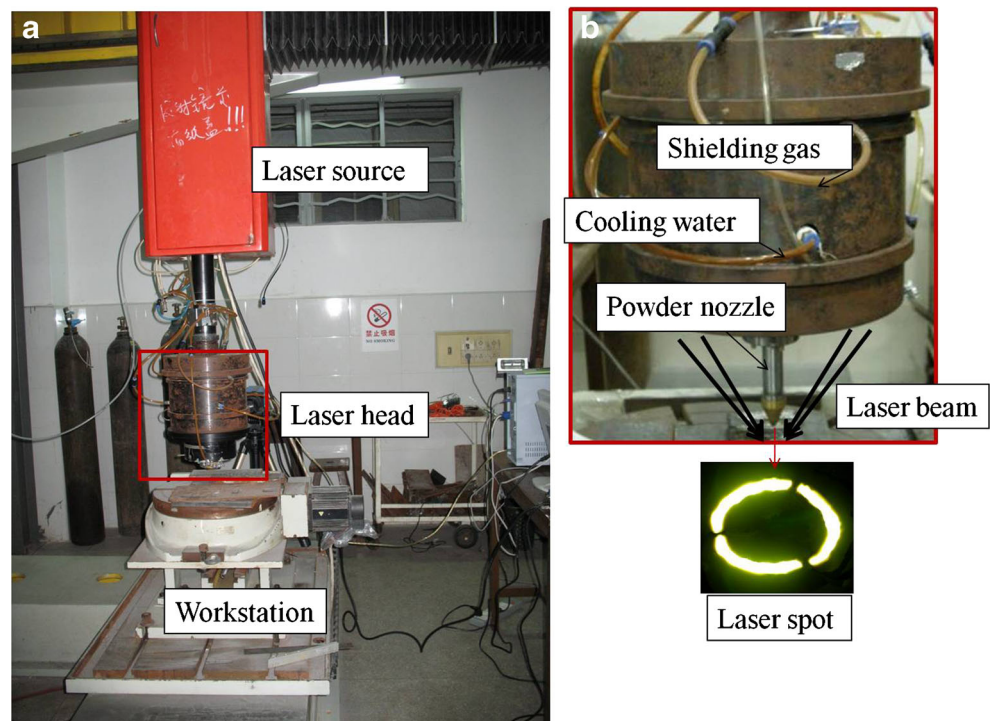 a
b
Laser source
Shielding gas
Cooling water
Powder nozzle
禁止吸烟
NO SMOKING
Laser head
Laser beam
Workstation
Laser spot
!!!